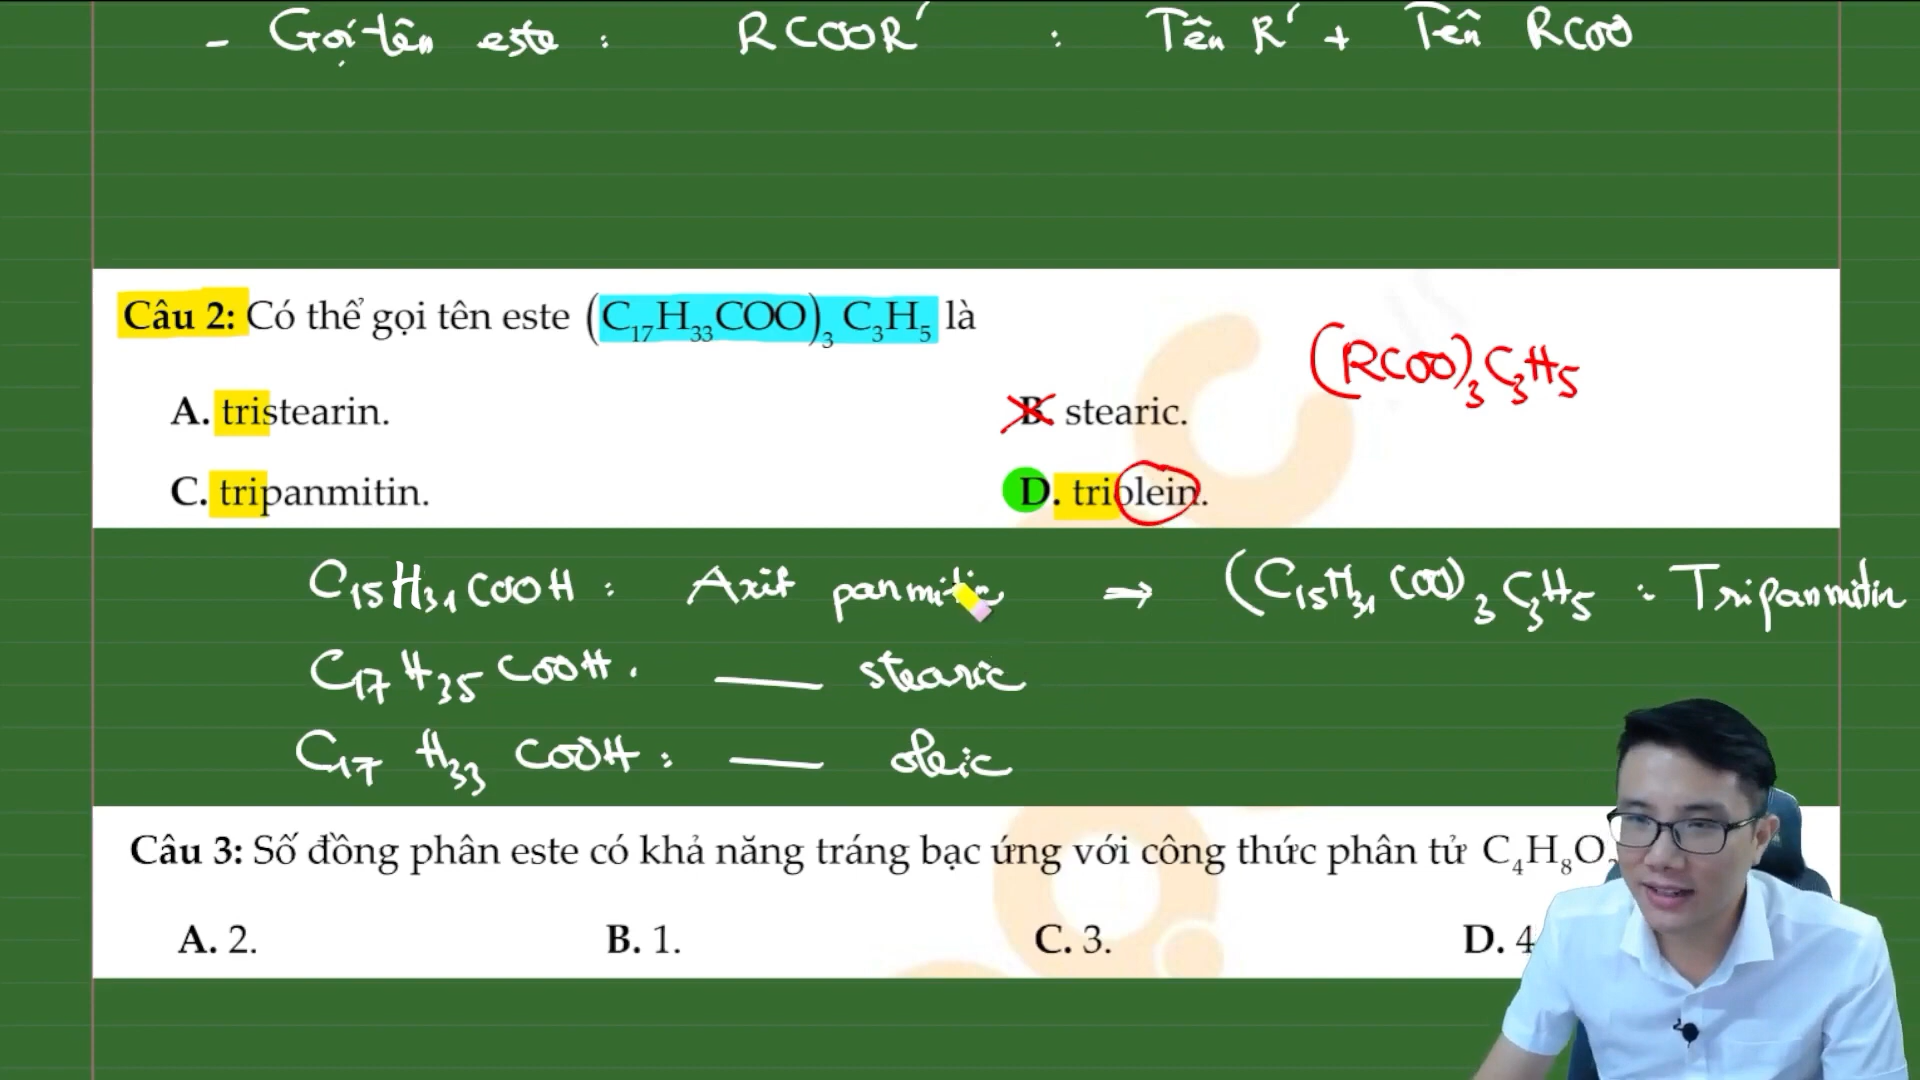 - Gọi tên este : RCOOR' : Tên R' + Tên RCOO
Câu 2: Có thể gọi tên este (C₁₇H₃₃COO)₃C₃H₅ là
(RCOO)₃C₃H₅
A. tristearin.
B. stearic.
C. tripanmitin.
D. triolein.
C₁₅H₃₁COOH : Axit panmitic → (C₁₅H₃₁COO)₃C₃H₅ : Tripanmitin
C₁₇H₃₅COOH. — stearic
C₁₇H₃₃COOH : — oleic
Câu 3: Số đồng phân este có khả năng tráng bạc ứng với công thức phân tử C₄H₈O₂
A. 2.
B. 1.
C. 3.
D. 4